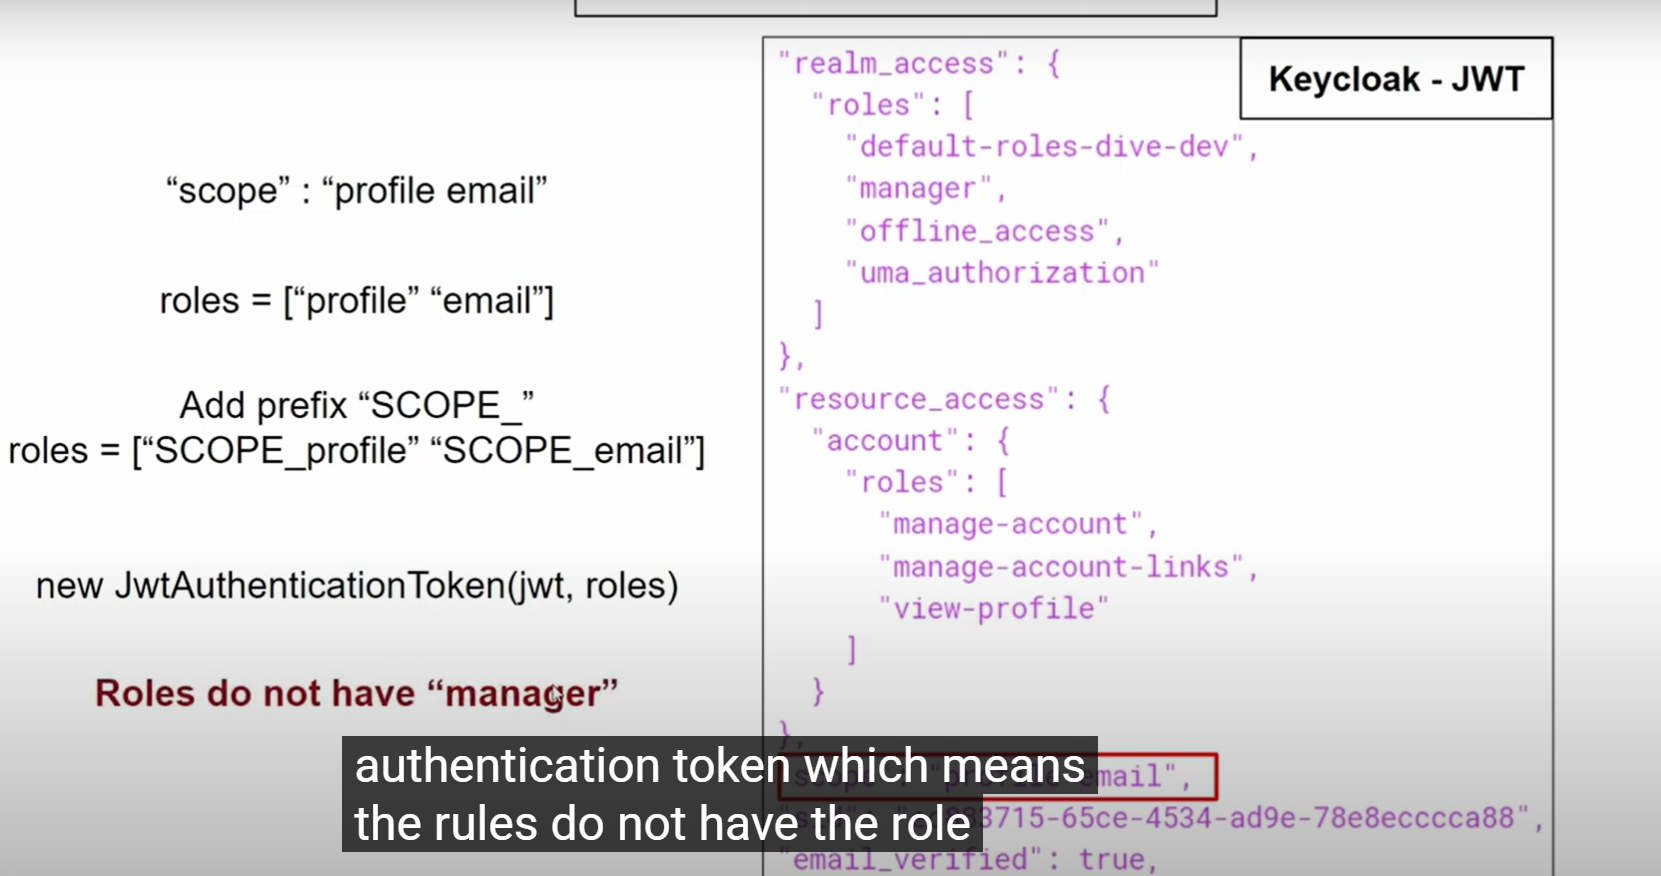 Keycloak - JWT
“scope” : “profile email”
roles = [“profile” “email”]
Add prefix “SCOPE_”
roles = [“SCOPE_profile” “SCOPE_email”]
new JwtAuthenticationToken(jwt, roles)
Roles do not have “manager”
"realm_access": {
"roles": [
"default-roles-dive-dev",
"manager",
"offline_access",
"uma_authorization"
]
},
"resource_access": {
"account": {
"roles": [
"manage-account",
"manage-account-links",
"view-profile"
]
}
},
"scope": "profile email",
3715-65ce-4534-ad9e-78e8ecccca88",
"email_verified": true,
authentication token which means
the rules do not have the role